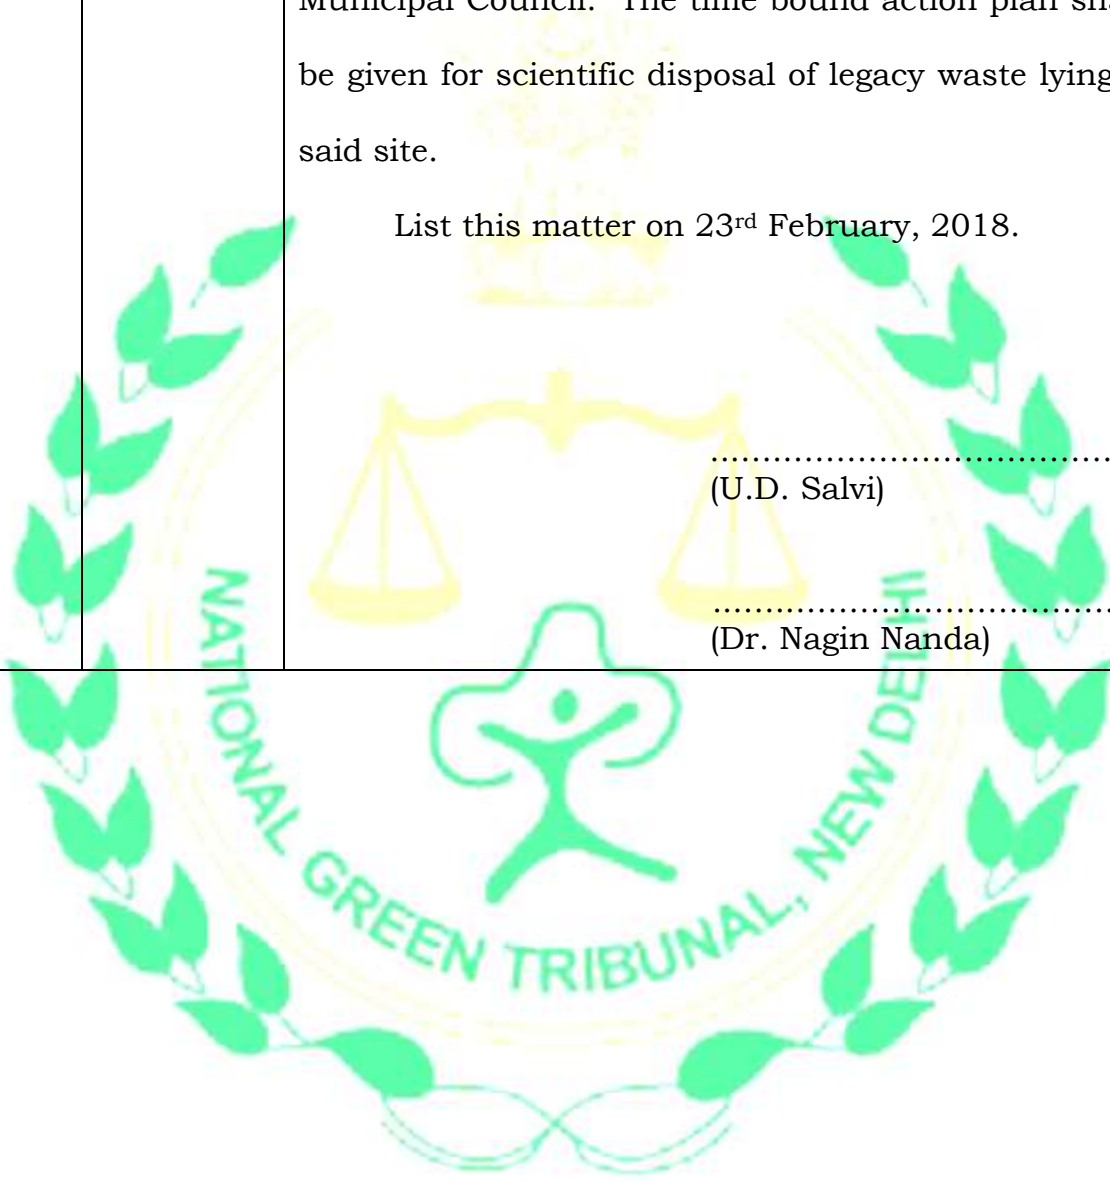 Municipal Council. The time bound action plan
be given for scientific disposal of legacy waste lying
said site.
List this matter on 23rd February, 2018.
.......................................
(U.D. Salvi)
.......................................
(Dr. Nagin Nanda)
NATIONAL GREEN TRIBUNAL, NEW DELHI